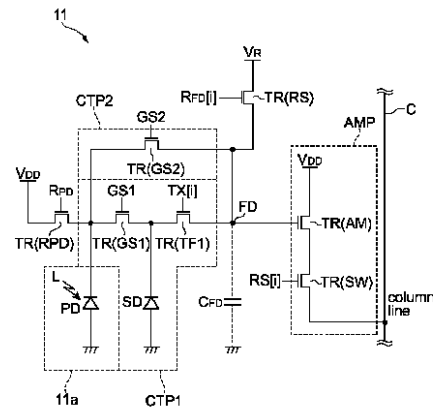 11
VR
RFD[i]
TR(RS)
C
CTP2
GS2
AMP
TR(GS2)
VDD
VDD
RPD
GS1
TX[i]
FD
TR(AM)
TR(RPD)
TR(GS1)
TR(TF1)
RS[i]
TR(SW)
L
PD
SD
CFD
column
line
11a
CTP1